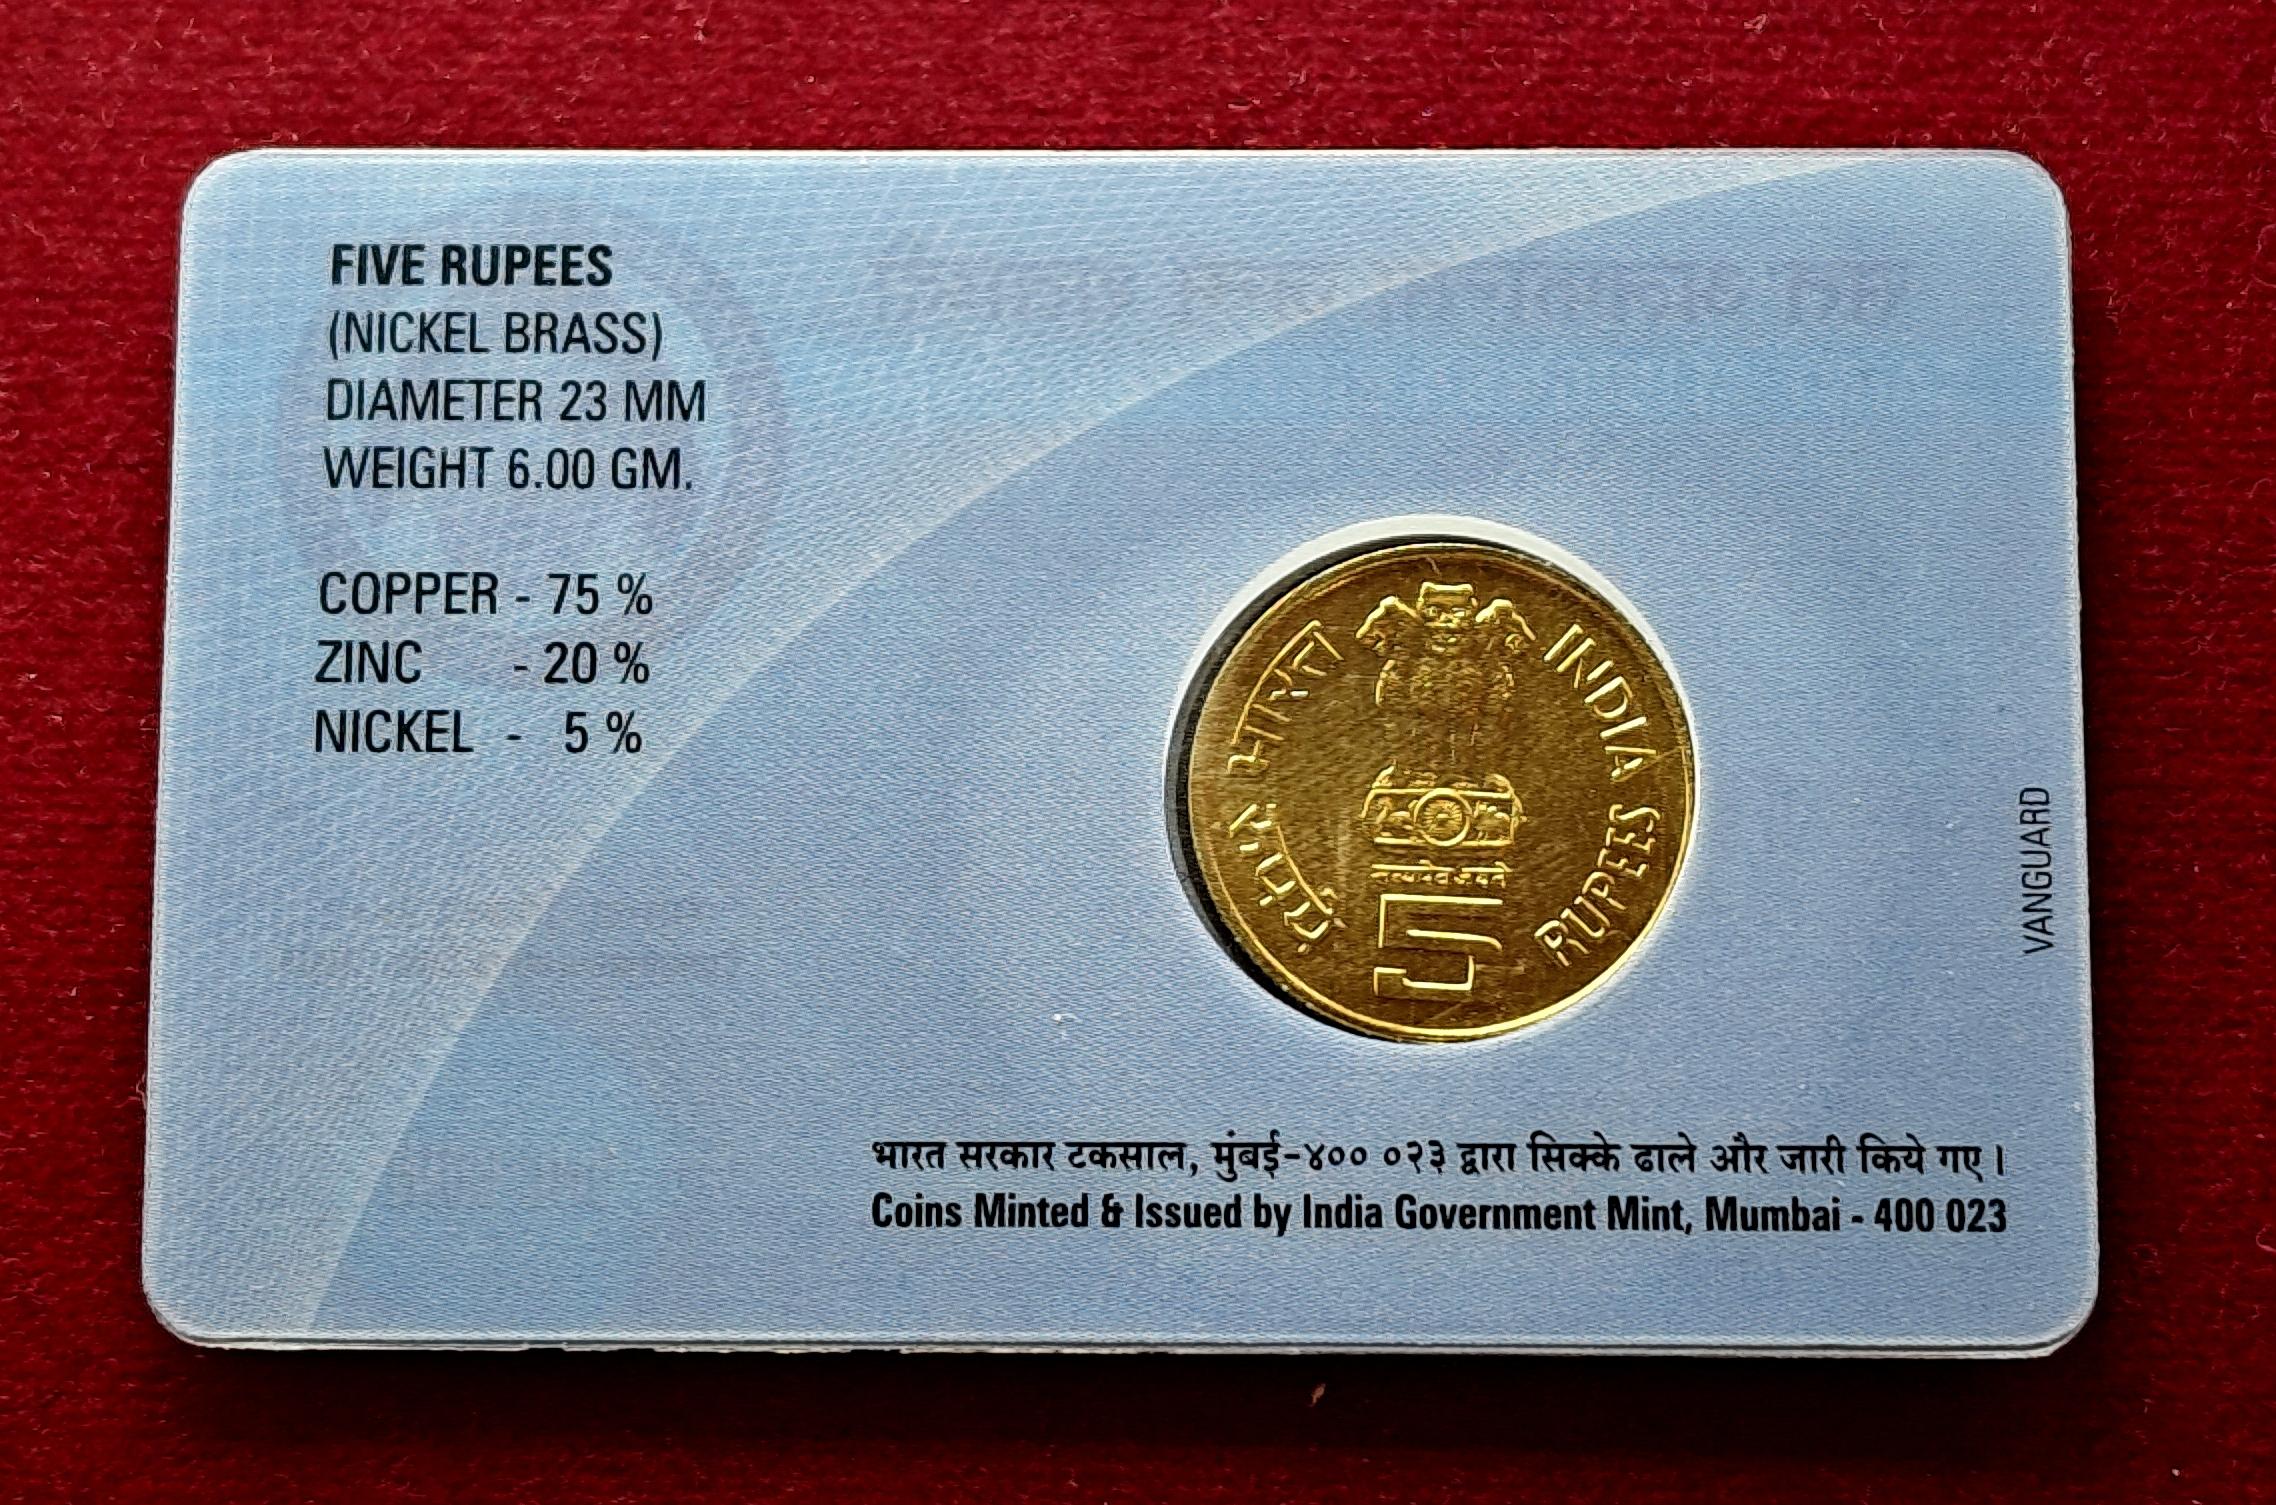 FIVE RUPEES
(NICKEL BRASS)
DIAMETER 23 MM
WEIGHT 6.00 GM.
COPPER - 75 %
ZINC - 20 %
NICKEL - 5 %
भारत
INDIA
रुपये
RUPEES
सत्यमेव जयते
5
VANGUARD
भारत सरकार टकसाल, मुंबई-४०० ०२३ द्वारा सिक्के ढाले और जारी किये गए।
Coins Minted & Issued by India Government Mint, Mumbai - 400 023